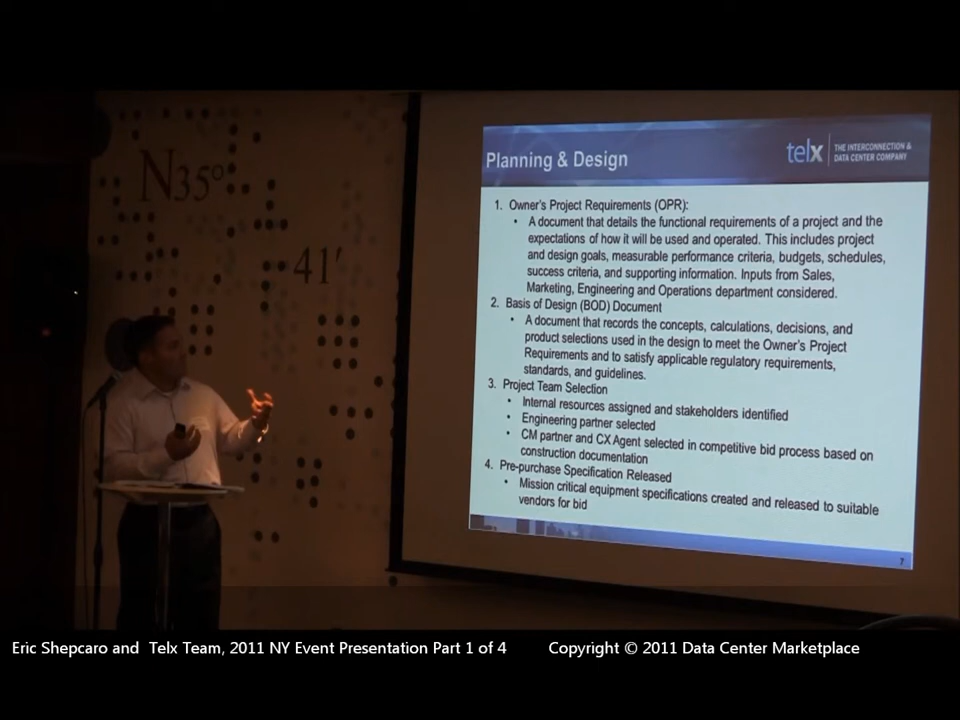 N35°
41'
Planning & Design
telx
THE INTERCONNECTION &
DATA CENTER COMPANY
1. Owner's Project Requirements (OPR):
• A document that details the functional requirements of a project and the
expectations of how it will be used and operated. This includes project
and design goals, measurable performance criteria, budgets, schedules,
success criteria, and supporting information. Inputs from Sales,
Marketing, Engineering and Operations department considered.
2. Basis of Design (BOD) Document
• A document that records the concepts, calculations, decisions, and
product selections used in the design to meet the Owner's Project
Requirements and to satisfy applicable regulatory requirements,
standards, and guidelines.
3. Project Team Selection
• Internal resources assigned and stakeholders identified
• Engineering partner selected
• CM partner and CX Agent selected in competitive bid process based on
construction documentation
4. Pre-purchase Specification Released
• Mission critical equipment specifications created and released to suitable
vendors for bid
7
Eric Shepcaro and Telx Team, 2011 NY Event Presentation Part 1 of 4
Copyright © 2011 Data Center Marketplace